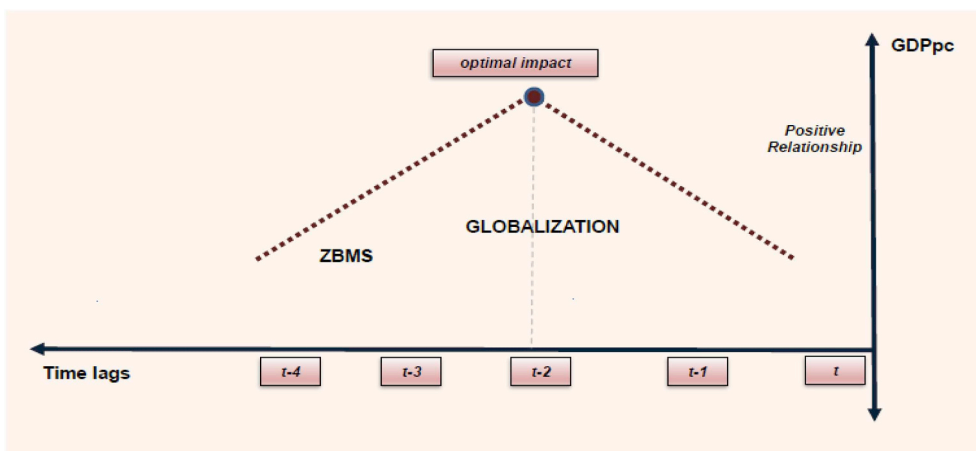 GDPpc
optimal impact
Positive
Relationship
GLOBALIZATION
ZBMS
Time lags
t-4
t-3
t-2
t-1
t